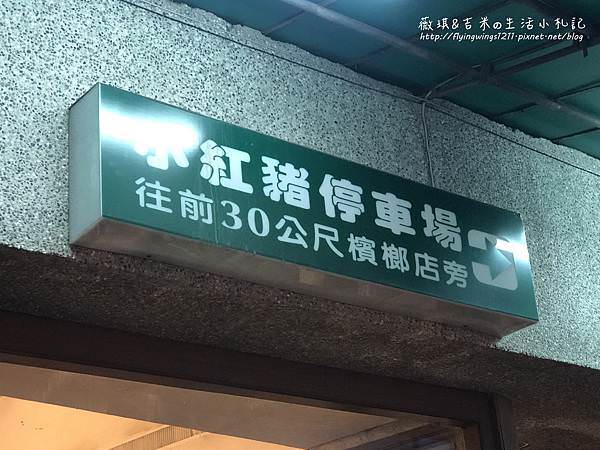 薇琪&吉米の生活小札記
http://flyingwings1211.pixnet.net/blog
小紅豬停車場
往前30公尺檳榔店旁